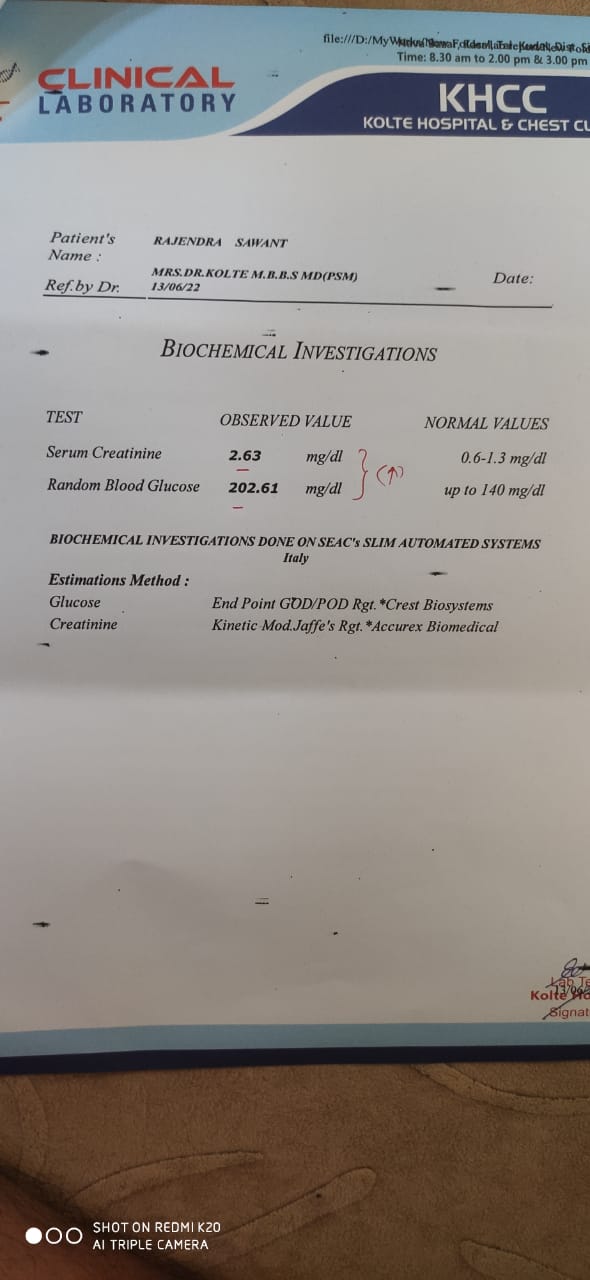 file:///D:/MyWorks/New Folder/
Time: 8.30 am to 2.00 pm & 3.00 pm
CLINICAL
LABORATORY
KHCC
KOLTE HOSPITAL & CHEST CL
Patient's Name : RAJENDRA SAWANT
MRS.DR.KOLTE M.B.B.S MD(PSM)
Ref.by Dr. 13/06/22 Date:
BIOCHEMICAL INVESTIGATIONS
TEST OBSERVED VALUE NORMAL VALUES
Serum Creatinine 2.63 mg/dl 0.6-1.3 mg/dl
(↑)
Random Blood Glucose 202.61 mg/dl up to 140 mg/dl
BIOCHEMICAL INVESTIGATIONS DONE ON SEAC's SLIM AUTOMATED SYSTEMS
Italy
Estimations Method :
Glucose End Point GOD/POD Rgt.*Crest Biosystems
Creatinine Kinetic Mod.Jaffe's Rgt.*Accurex Biomedical
Lab Te
13/06/
Kolte Ho
Signat
SHOT ON REDMI K20
AI TRIPLE CAMERA